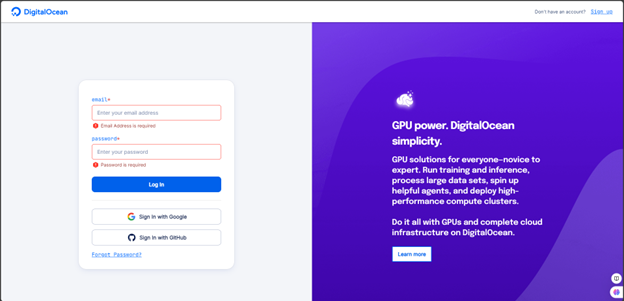 DigitalOcean
Don't have an account? Sign up
email*
Enter your email address
Email Address is required
password*
Enter your password
Password is required
Log In
Sign In with Google
Sign In with GitHub
Forgot Password?
GPU power. DigitalOcean
simplicity.
GPU solutions for everyone—novice to
expert. Run training and inference,
process large data sets, spin up
helpful agents, and deploy high-
performance compute clusters.
Do it all with GPUs and complete cloud
infrastructure on DigitalOcean.
Learn more